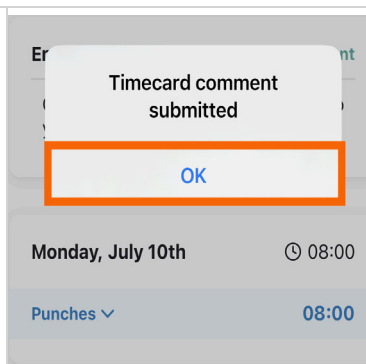 Timecard comment
submitted
OK
Monday, July 10th 08:00
Punches 08:00